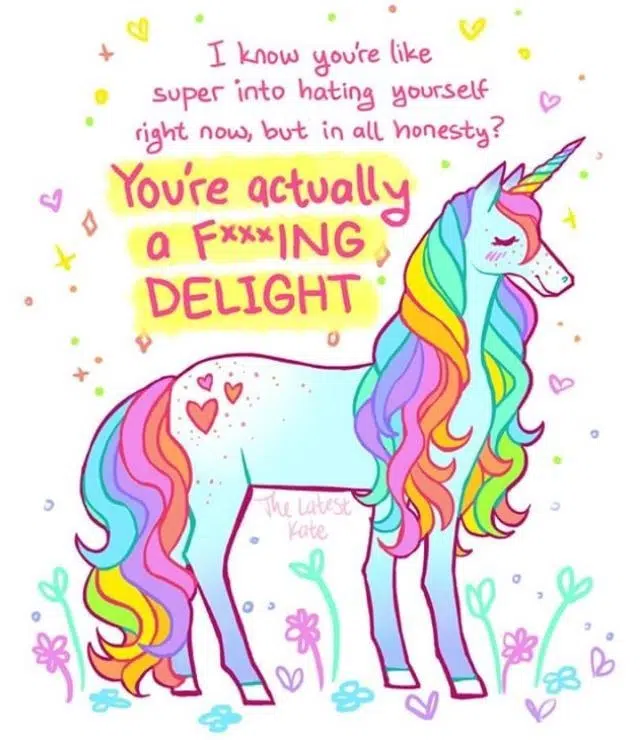 I know you're like
super into hating yourself
right now, but in all honesty?
You're actually
a F×××ING
DELIGHT
The Latest
Kate